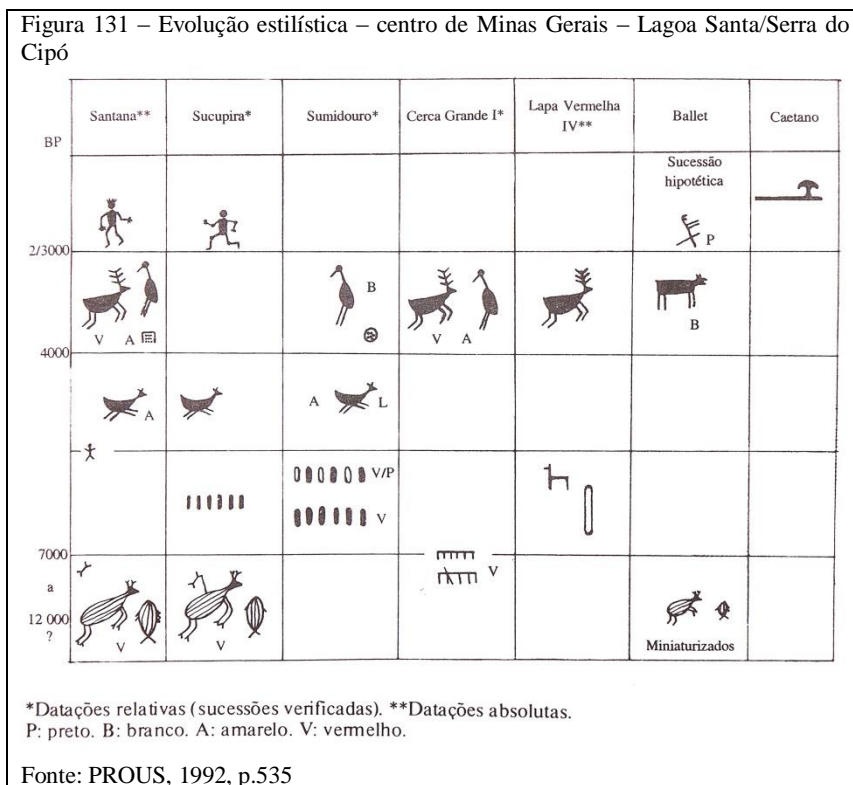 Figura 131 – Evolução estilística – centro de Minas Gerais – Lagoa Santa/Serra do
Cipó
BP
Santana**
Sucupira*
Sumidouro*
Cerca Grande I*
Lapa Vermelha
IV**
Ballet
Caetano
Sucessão
hipotética
P
2/3000
V A
B
V A
B
4000
A
A L
V/P
V
7000
a
12 000
?
V
V
V
Miniaturizados
*Datações relativas (sucessões verificadas). **Datações absolutas.
P: preto. B: branco. A: amarelo. V: vermelho.
Fonte: PROUS, 1992, p.535